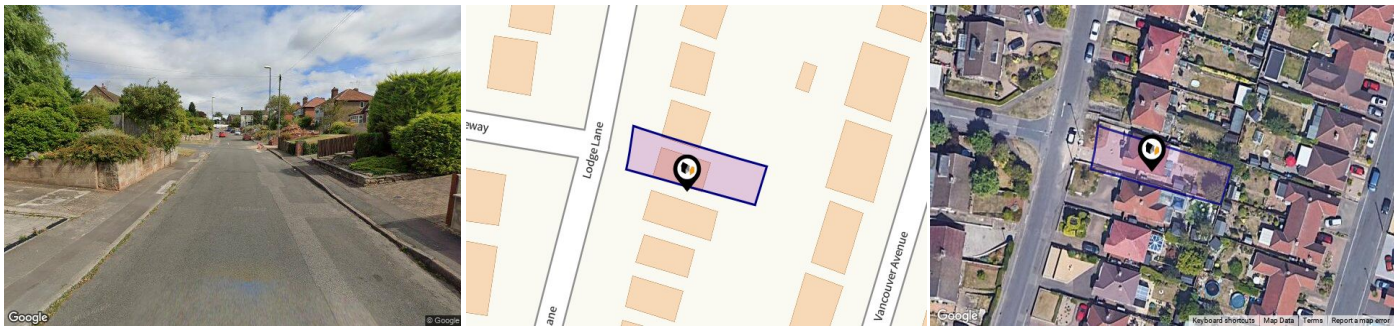 Google
© Google
eway
Lodge Lane
ane
Vancouver Avenue
Google
Keyboard shortcuts
Map Data
Terms
Report a map error